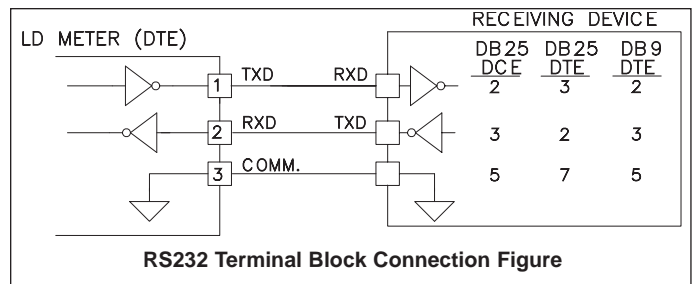 RECEIVING DEVICE
LD METER (DTE)
DB25 DB25 DB9
DCE DTE DTE
1 TXD RXD 2 3 2
2 RXD TXD 3 2 3
3 COMM. 5 7 5
RS232 Terminal Block Connection Figure